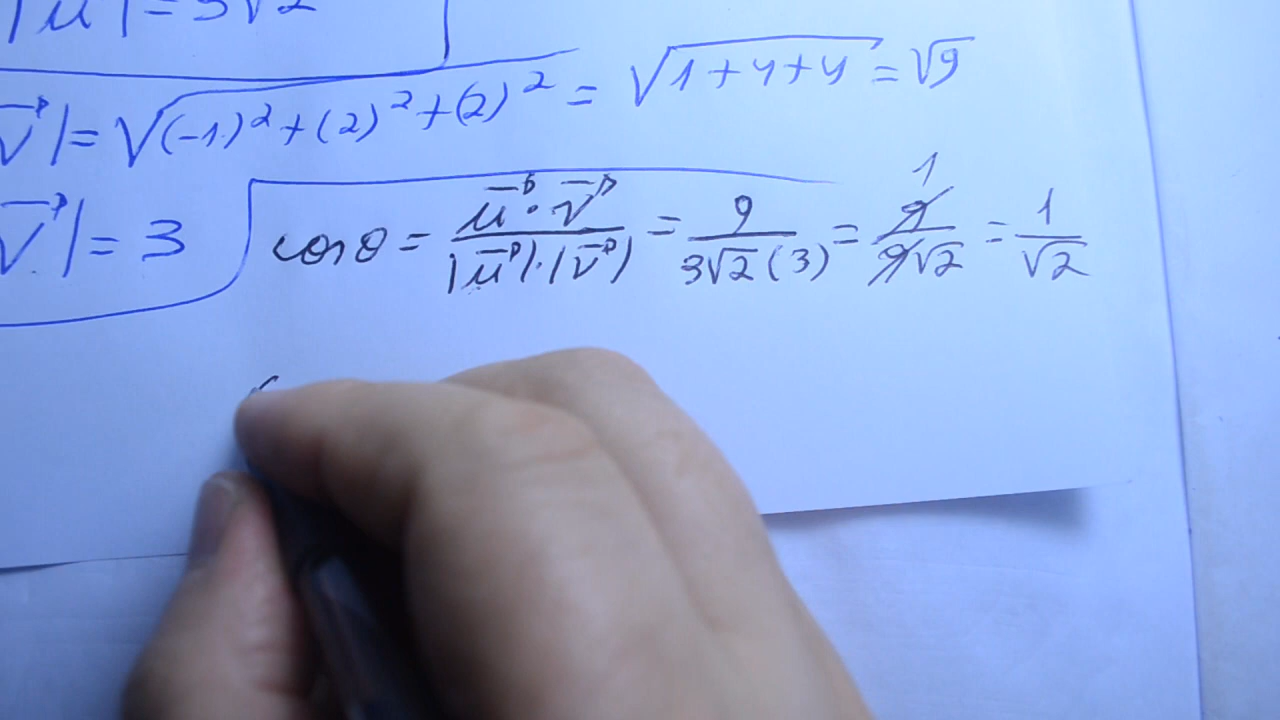 |u| = 3√2
v⃗| = √(-1)² + (2)² + (2)² = √1+4+4 = √9
v⃗| = 3
cos θ = u⃗ · v⃗ / |u⃗| · |v⃗| = 9 / 3√2 (3) = 1 9 / 9√2 = 1 / √2